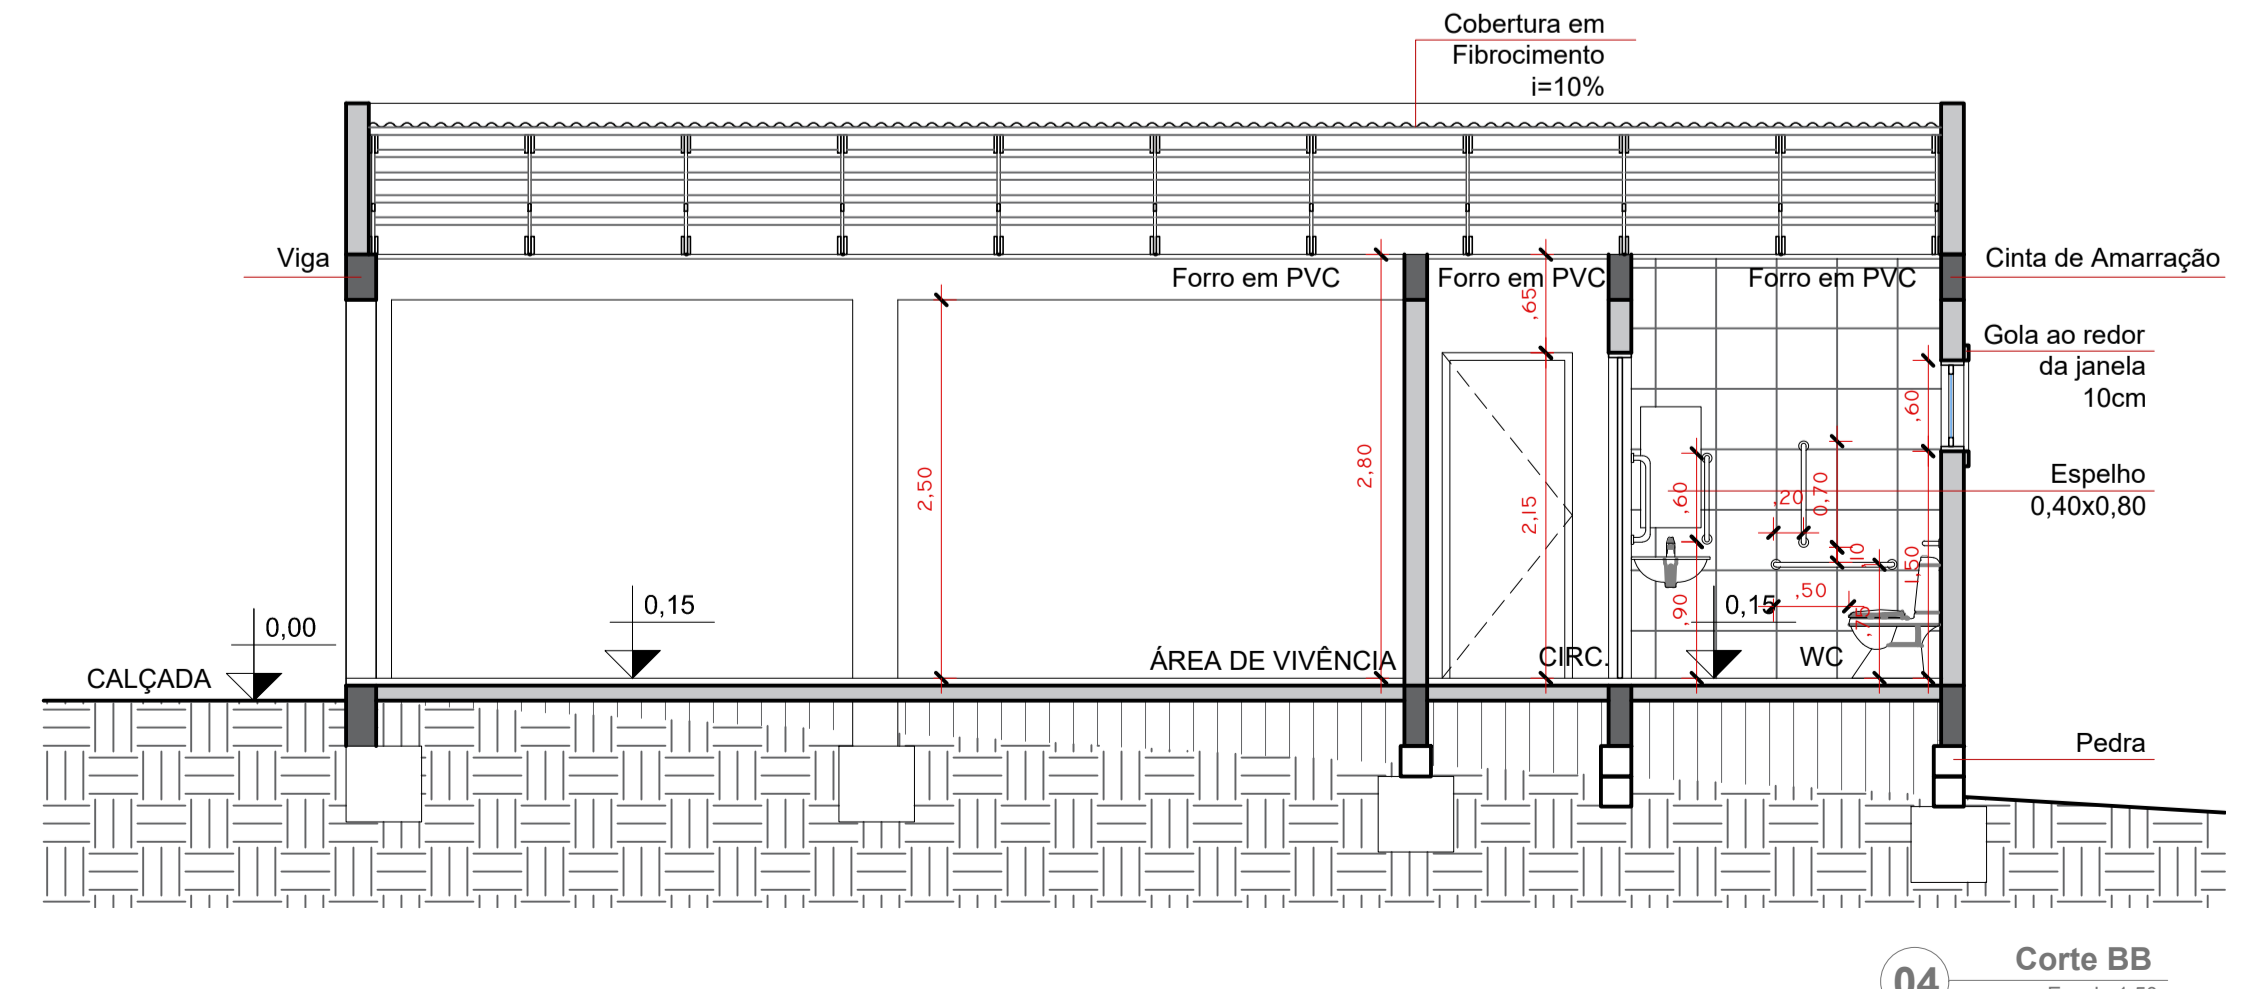 Cobertura em
Fibrocimento
i=10%
Viga
Forro em PVC
Forro em PVC
Forro em PVC
Cinta de Amarração
Gola ao redor
da janela
10cm
Espelho
0,40x0,80
,65
2,50
2,80
2,15
,60
,20
0,70
,60
,10
1,50
,50
,90
,75
0,00
0,15
0,15
CALÇADA
ÁREA DE VIVÊNCIA
CIRC.
WC
Pedra
04
Corte BB